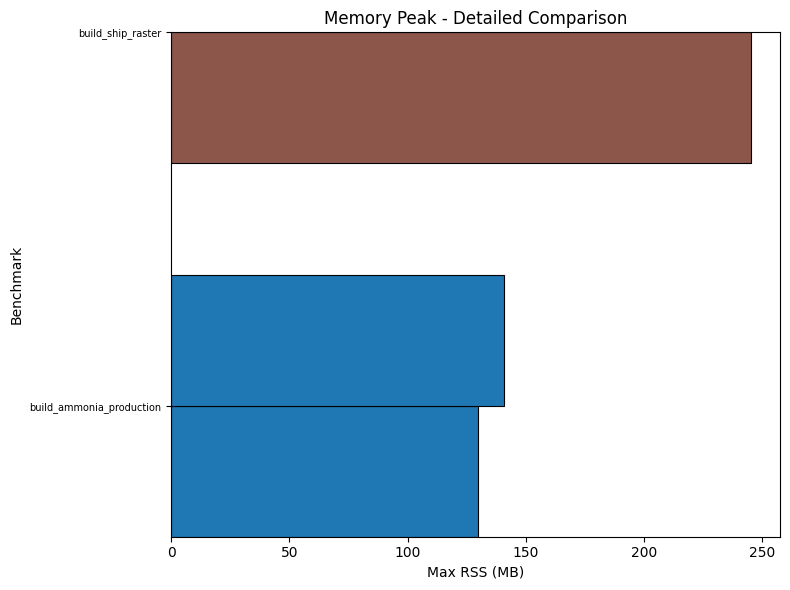 Memory Peak - Detailed Comparison
build_ship_raster
Benchmark
build_ammonia_production
0 50 100 150 200 250
Max RSS (MB)